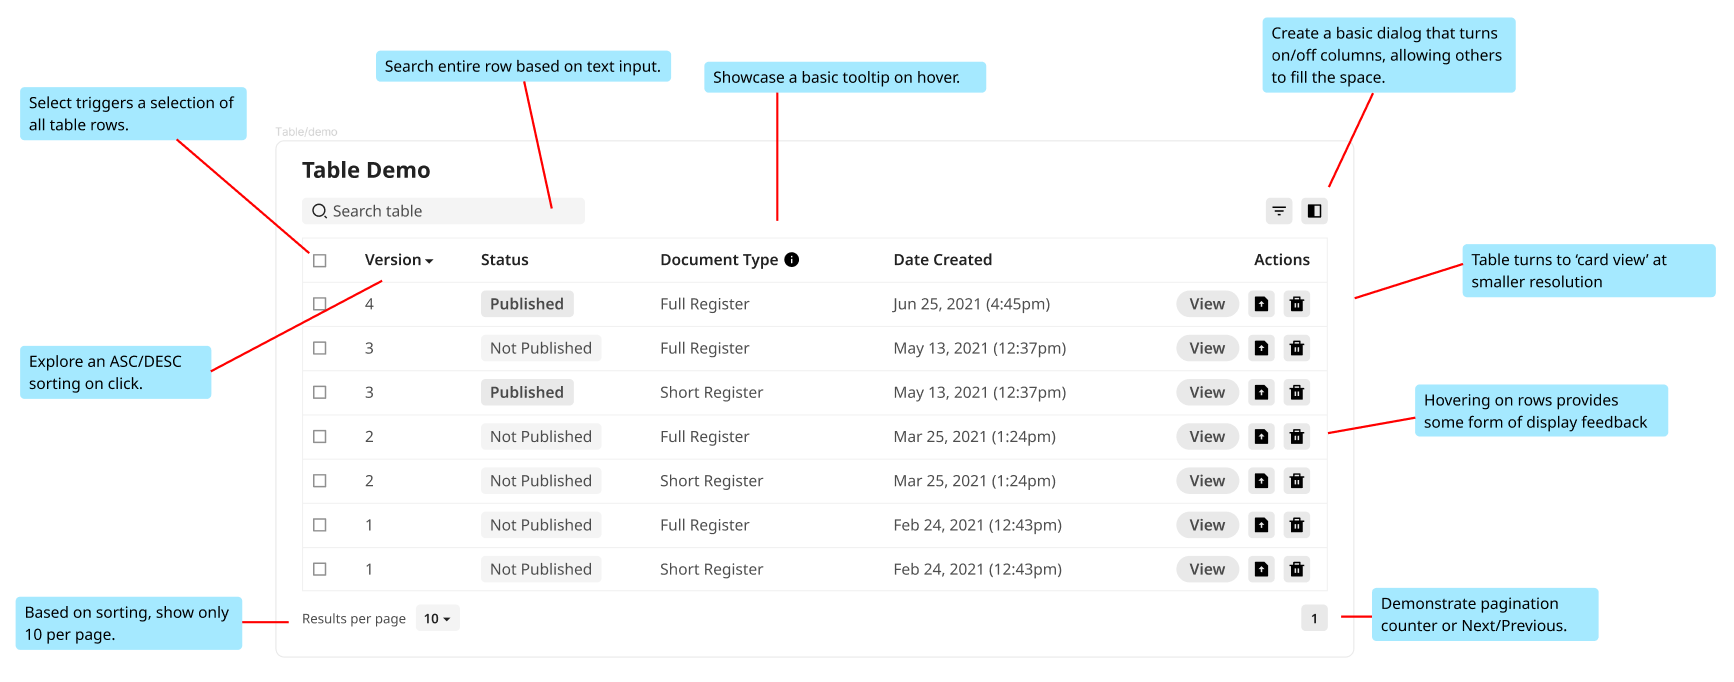 Create a basic dialog that turns
on/off columns, allowing others
to fill the space.
Search entire row based on text input.
Showcase a basic tooltip on hover.
Select triggers a selection of
all table rows.
Table/demo
Table Demo
Search table
Version Status Document Type Date Created Actions
4 Published Full Register Jun 25, 2021 (4:45pm) View
3 Not Published Full Register May 13, 2021 (12:37pm) View
3 Published Short Register May 13, 2021 (12:37pm) View
2 Not Published Full Register Mar 25, 2021 (1:24pm) View
2 Not Published Short Register Mar 25, 2021 (1:24pm) View
1 Not Published Full Register Feb 24, 2021 (12:43pm) View
1 Not Published Short Register Feb 24, 2021 (12:43pm) View
Results per page 10 1
Table turns to ‘card view’ at
smaller resolution
Explore an ASC/DESC
sorting on click.
Hovering on rows provides
some form of display feedback
Based on sorting, show only
10 per page.
Demonstrate pagination
counter or Next/Previous.